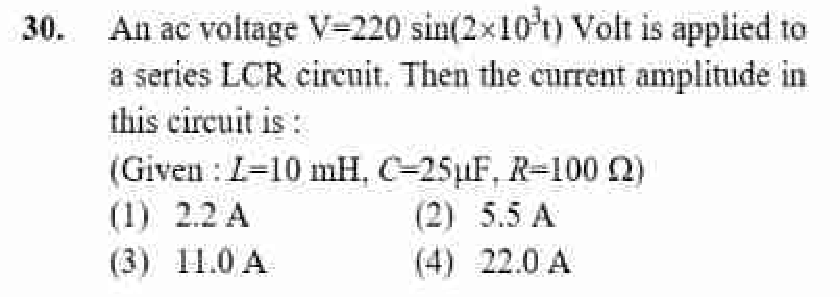 30. An ac voltage V=220 sin(2×10³t) Volt is applied to
a series LCR circuit. Then the current amplitude in
this circuit is :
(Given : L=10 mH, C=25μF, R=100 Ω)
(1) 2.2 A (2) 5.5 A
(3) 11.0 A (4) 22.0 A